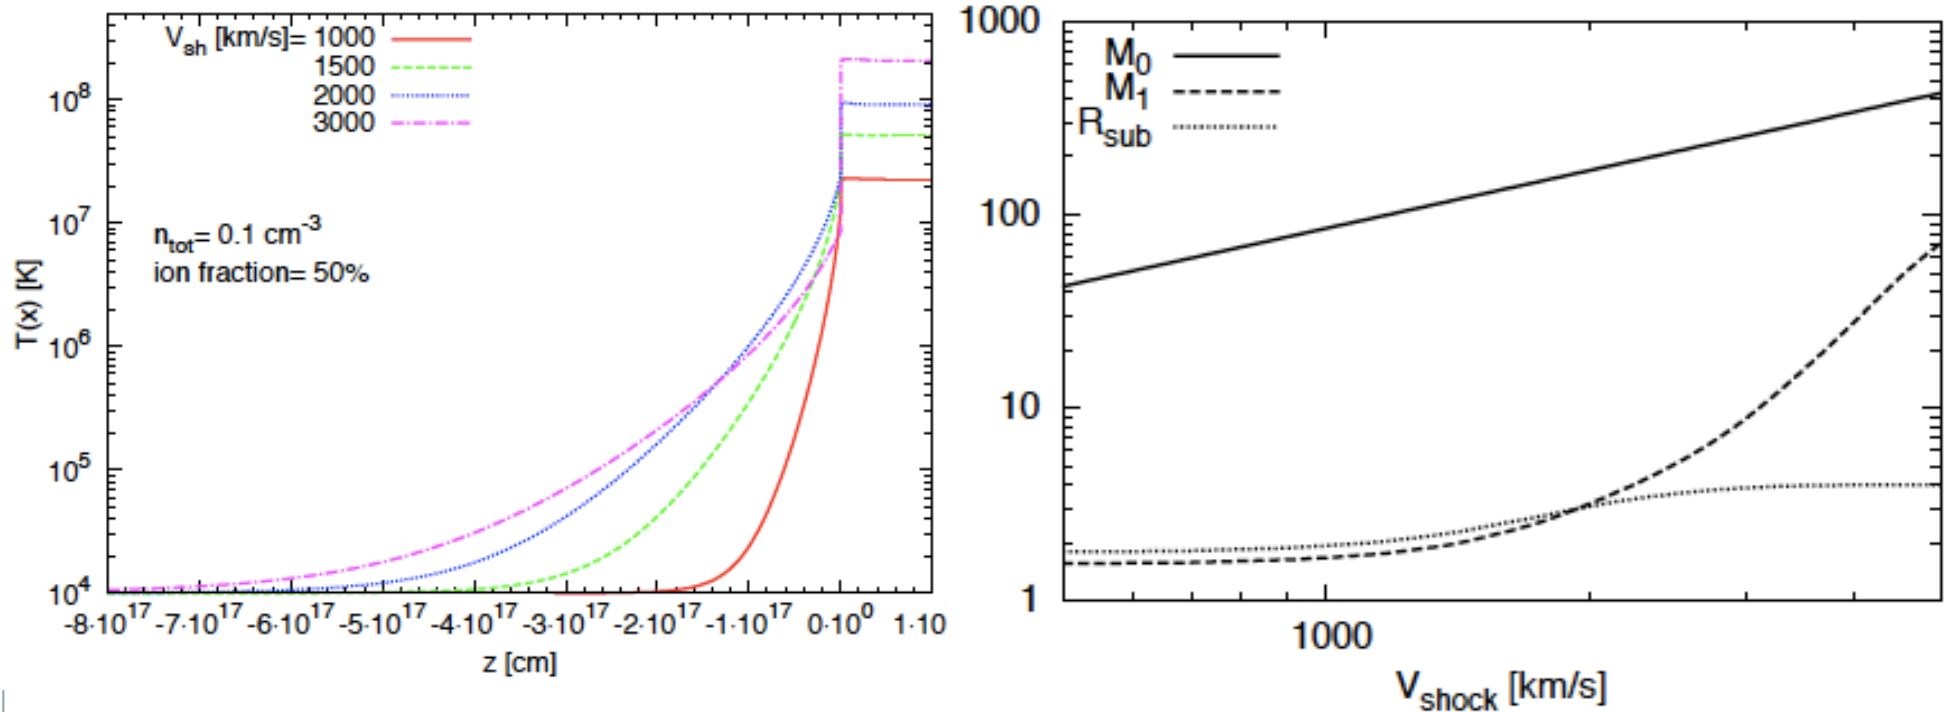 V_sh [km/s]= 1000
1500
2000
3000
n_tot= 0.1 cm^-3
ion fraction= 50%
T(x) [K]
10^8
10^7
10^6
10^5
10^4
-8·10^17 -7·10^17 -6·10^17 -5·10^17 -4·10^17 -3·10^17 -2·10^17 -1·10^17 0·10^0 1·10
z [cm]
M_0
M_1
R_sub
1000
100
10
1
1000
V_shock [km/s]